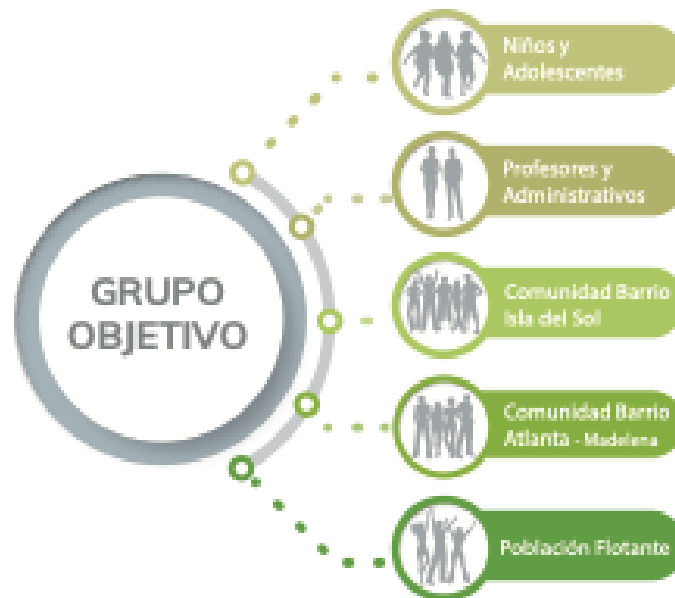 GRUPO
OBJETIVO
Niños y
Adolescentes
Profesores y
Administrativos
Comunidad Barrio
Isla del Sol
Comunidad Barrio
Atlanta - Madelena
Población Flotante